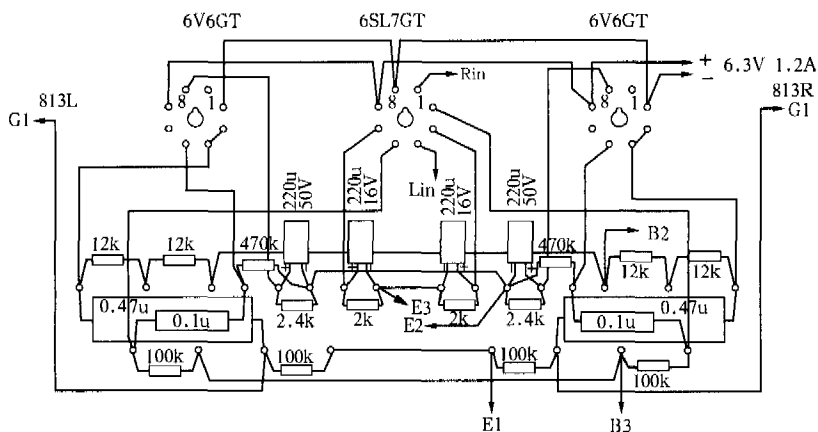 6V6GT
6SL7GT
6V6GT
8
1
8
1
8
1
Rin
+ 6.3V 1.2A
−
813L
G1
813R
G1
Lin
220u
50V
220u
16V
220u
16V
220u
50V
12k
12k
470k
470k
B2
12k
12k
0.47u
0.1u
2.4k
2k
E3
E2
2k
2.4k
0.47u
0.1u
100k
100k
100k
100k
E1
B3